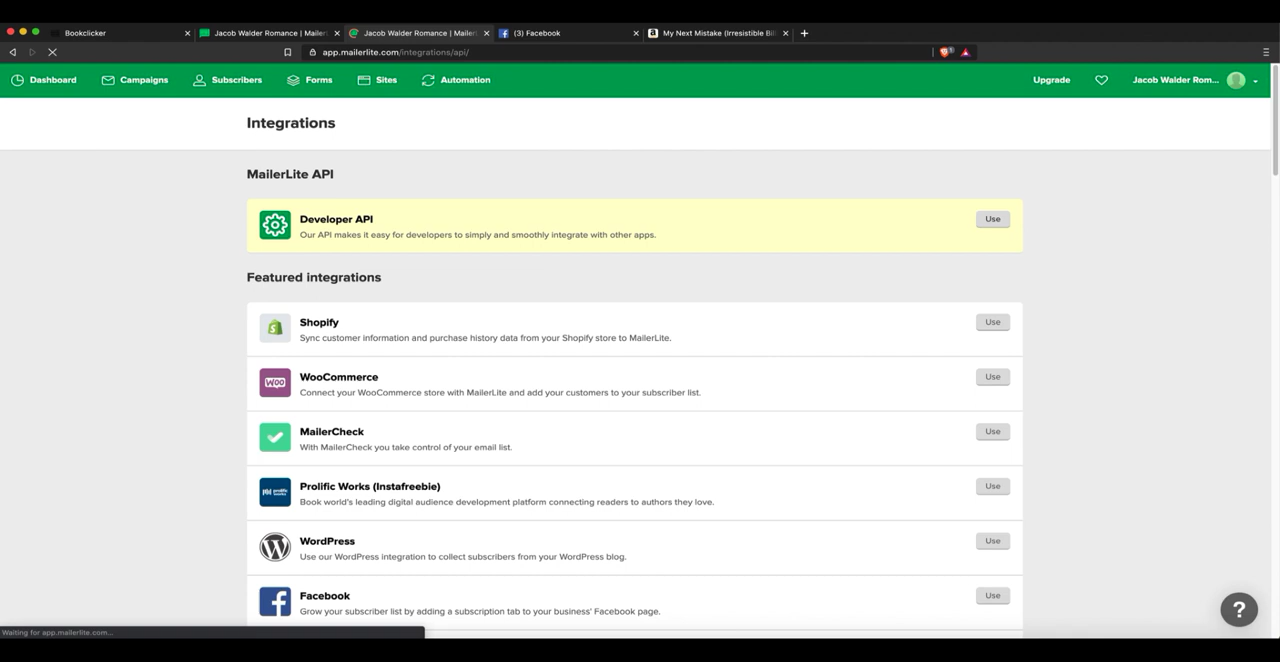 Bookclicker
Jacob Walder Romance | Mailer
Jacob Walder Romance | Mailer
(3) Facebook
My Next Mistake (Irresistible Bil
app.mailerlite.com/integrations/api/
Dashboard
Campaigns
Subscribers
Forms
Sites
Automation
Upgrade
Jacob Walder Rom...
Integrations
MailerLite API
Developer API
Use
Our API makes it easy for developers to simply and smoothly integrate with other apps.
Featured integrations
Shopify
Use
Sync customer information and purchase history data from your Shopify store to MailerLite.
WOO
WooCommerce
Use
Connect your WooCommerce store with MailerLite and add your customers to your subscriber list.
MailerCheck
Use
With MailerCheck you take control of your email list.
prolific works
Prolific Works (Instafreebie)
Use
Book world's leading digital audience development platform connecting readers to authors they love.
WordPress
Use
Use our WordPress integration to collect subscribers from your WordPress blog.
Facebook
Use
Grow your subscriber list by adding a subscription tab to your business' Facebook page.
?
Waiting for app.mailerlite.com...